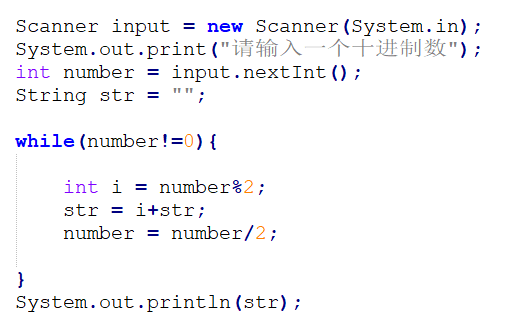 Scanner input = new Scanner(System.in);
System.out.print("请输入一个十进制数");
int number = input.nextInt();
String str = "";
while(number!=0){
int i = number%2;
str = i+str;
number = number/2;
}
System.out.println(str);